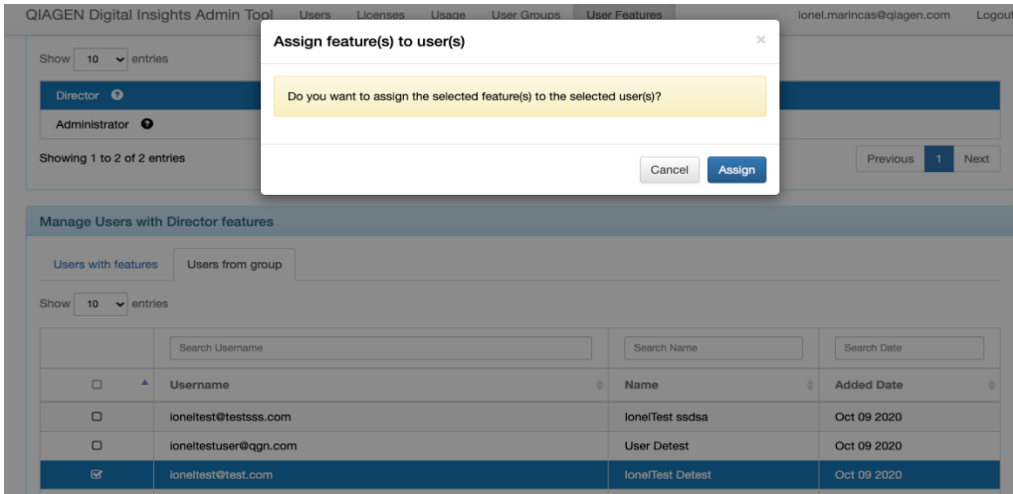 QIAGEN Digital Insights Admin Tool Users Licenses Usage User Groups User Features ionel.marincas@qiagen.com Logout
Assign feature(s) to user(s) ×
Show 10 entries
Director
Do you want to assign the selected feature(s) to the selected user(s)?
Administrator
Showing 1 to 2 of 2 entries
Previous 1 Next
Cancel Assign
Manage Users with Director features
Users with features Users from group
Show 10 entries
Search Username Search Name Search Date
Username Name Added Date
ioneltest@testsss.com IonelTest ssdsa Oct 09 2020
ioneltestuser@qgn.com User Detest Oct 09 2020
ioneltest@test.com IonelTest Detest Oct 09 2020